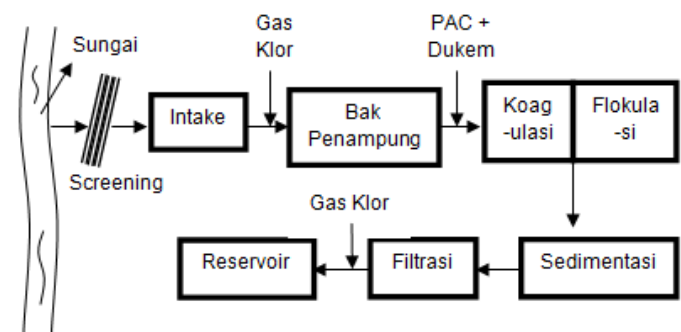 Sungai
Gas
Klor
PAC +
Dukem
Intake
Bak
Penampung
Koag
-ulasi
Flokula
-si
Screening
Gas Klor
Reservoir
Filtrasi
Sedimentasi